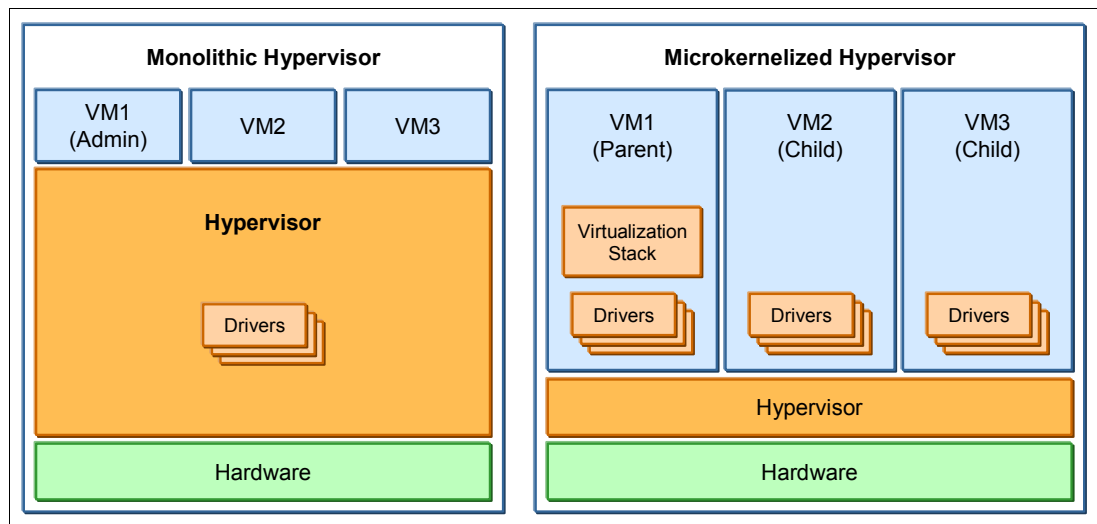 Monolithic Hypervisor
VM1
(Admin)
VM2
VM3
Hypervisor
Drivers
Hardware
Microkernelized Hypervisor
VM1
(Parent)
VM2
(Child)
VM3
(Child)
Virtualization
Stack
Drivers
Drivers
Drivers
Hypervisor
Hardware